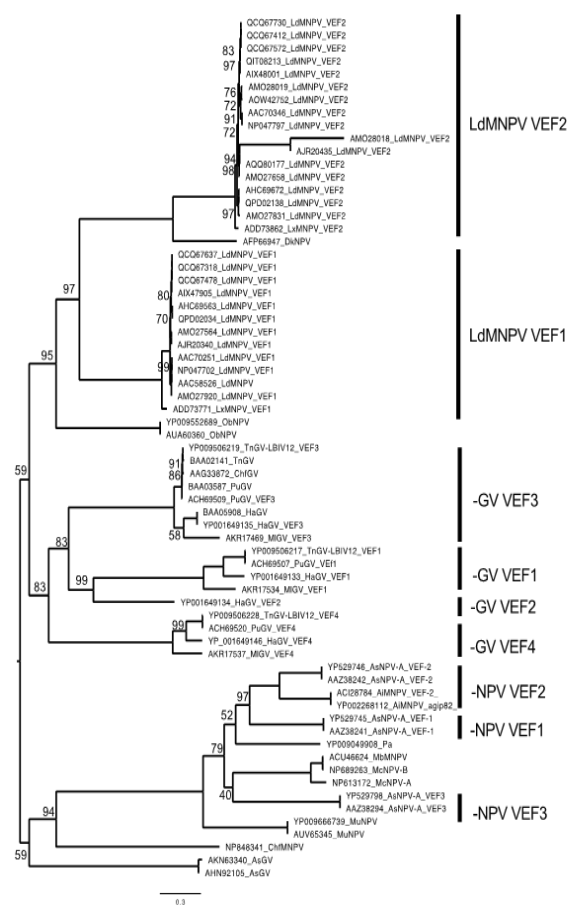 QCQ67730_LdMNPV_VEF2
QCQ67412_LdMNPV_VEF2
83
QCQ67572_LdMNPV_VEF2
QIT08213_LdMNPV_VEF2
97
AIX48001_LdMNPV_VEF2
AMO28019_LdMNPV_VEF2
76
AOW42752_LdMNPV_VEF2
72
AAC70346_LdMNPV_VEF2
91
NP047797_LdMNPV_VEF2
72
LdMNPV VEF2
AMO28018_LdMNPV_VEF2
AJR20435_LdMNPV_VEF2
94
AQQ80177_LdMNPV_VEF2
98
AMO27658_LdMNPV_VEF2
AHC69672_LdMNPV_VEF2
QPD02138_LdMNPV_VEF2
97
AMO27831_LdMNPV_VEF2
ADD73862_LxMNPV_VEF2
AFP66947_DkNPV
QCQ67637_LdMNPV_VEF1
QCQ67318_LdMNPV_VEF1
QCQ67478_LdMNPV_VEF1
97
80
AIX47905_LdMNPV_VEF1
AHC69563_LdMNPV_VEF1
70
QPD02034_LdMNPV_VEF1
AMO27564_LdMNPV_VEF1
LdMNPV VEF1
AJR20340_LdMNPV_VEF1
AAC70251_LdMNPV_VEF1
95
99
NP047702_LdMNPV_VEF1
AAC58526_LdMNPV
AMO27920_LdMNPV_VEF1
ADD73771_LxMNPV_VEF1
YP009552689_ObNPV
AUA60360_ObNPV
YP009506219_TnGV-LBIV12_VEF3
59
91
BAA02141_TnGV
86
AAG33872_ChfGV
BAA03587_PuGV
ACH69509_PuGV_VEF3
-GV VEF3
BAA05908_HaGV
YP001649135_HaGV_VEF3
58
AKR17469_MIGV_VEF3
83
YP009506217_TnGV-LBIV12_VEF1
ACH69507_PuGV_VEf1
YP001649133_HaGV_VEF1
-GV VEF1
99
AKR17534_MIGV_VEF1
YP001649134_HaGV_VEF2
-GV VEF2
83
YP009506228_TnGV-LBIV12_VEF4
99
ACH69520_PuGV_VEF4
YP_001649146_HaGV_VEF4
-GV VEF4
AKR17537_MIGV_VEF4
YP529746_AsNPV-A_VEF-2
AAZ38242_AsNPV-A_VEF-2
97
ACI28784_AiMNPV_VEF-2_
-NPV VEF2
YP002268112_AiMNPV_agip82_
52
YP529745_AsNPV-A_VEF-1
AAZ38241_AsNPV-A_VEF-1
-NPV VEF1
YP009049908_Pa
79
ACU46624_MbMNPV
NP689263_McNPV-B
NP613172_McNPV-A
40
YP529798_AsNPV-A_VEF3
AAZ38294_AsNPV-A_VEF3
-NPV VEF3
94
YP009666739_MuNPV
AUV65345_MuNPV
NP848341_ChfMNPV
59
AKN63340_AsGV
AHN92105_AsGV
0.3